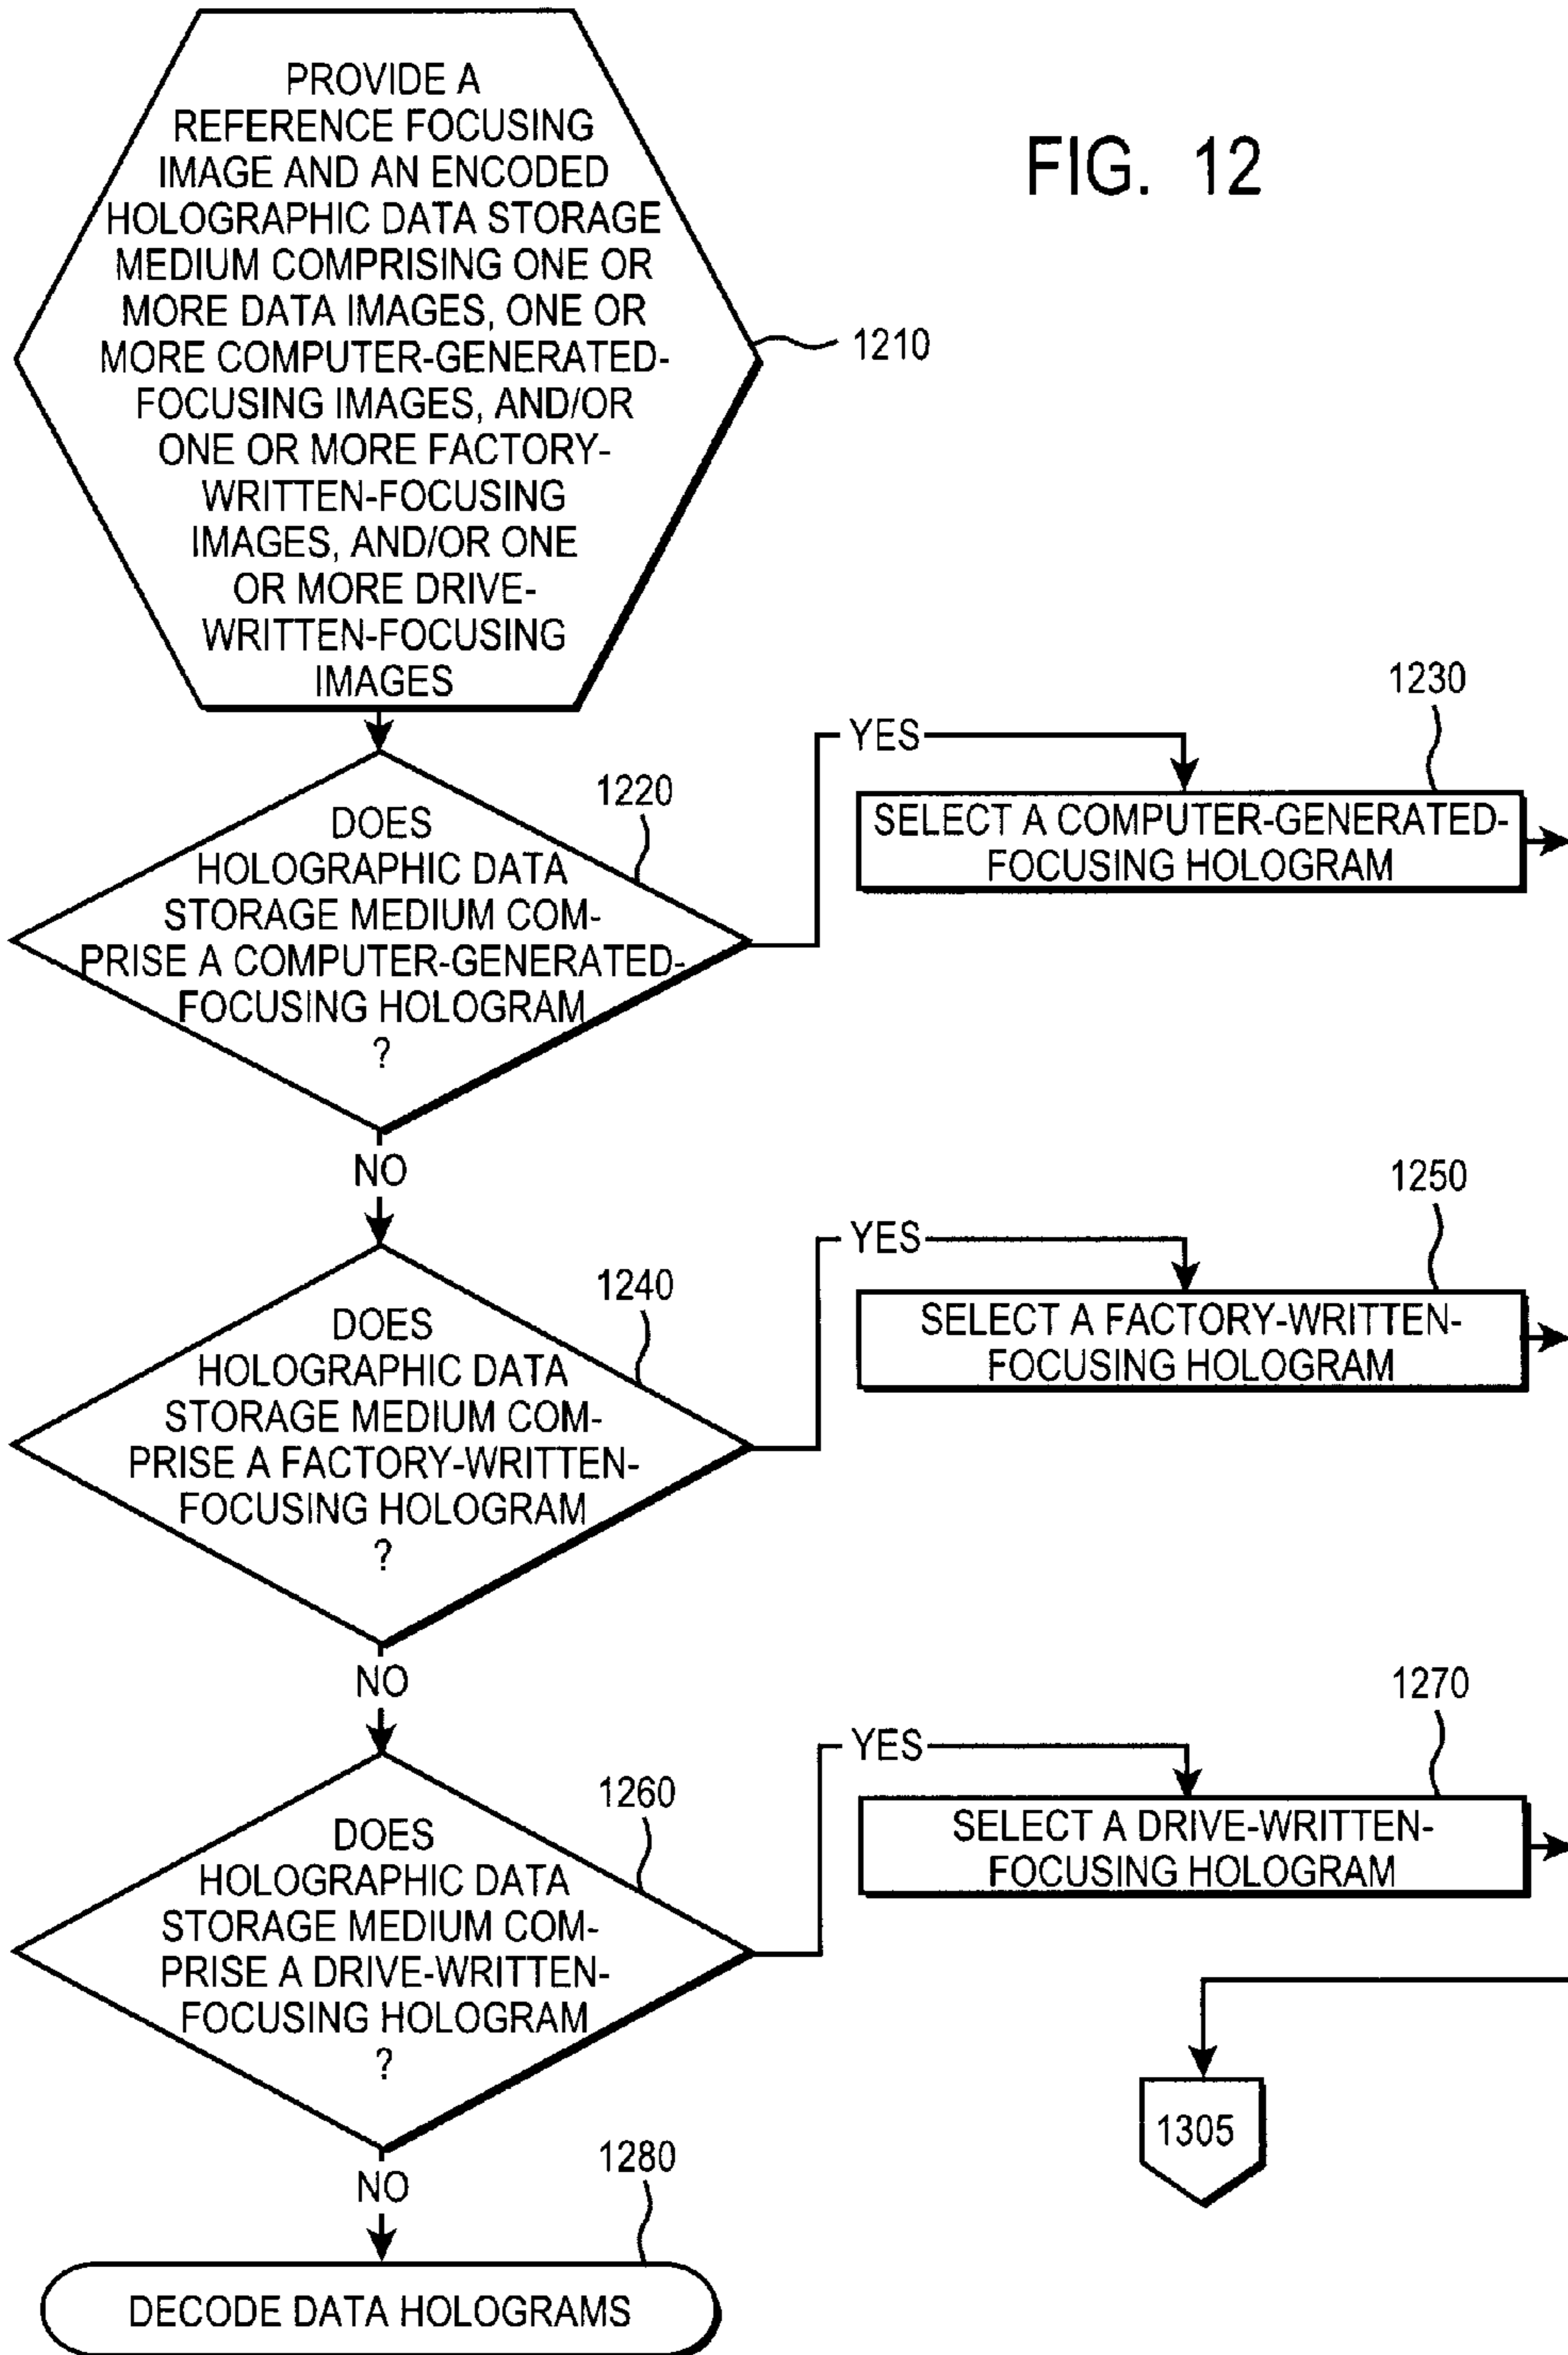 FIG. 12
PROVIDE A
REFERENCE FOCUSING
IMAGE AND AN ENCODED
HOLOGRAPHIC DATA STORAGE
MEDIUM COMPRISING ONE OR
MORE DATA IMAGES, ONE OR
MORE COMPUTER-GENERATED-
FOCUSING IMAGES, AND/OR
ONE OR MORE FACTORY-
WRITTEN-FOCUSING
IMAGES, AND/OR ONE
OR MORE DRIVE-
WRITTEN-FOCUSING
IMAGES
1210
1220
DOES
HOLOGRAPHIC DATA
STORAGE MEDIUM COM-
PRISE A COMPUTER-GENERATED-
FOCUSING HOLOGRAM
?
YES
1230
SELECT A COMPUTER-GENERATED-
FOCUSING HOLOGRAM
NO
1240
DOES
HOLOGRAPHIC DATA
STORAGE MEDIUM COM-
PRISE A FACTORY-WRITTEN-
FOCUSING HOLOGRAM
?
YES
1250
SELECT A FACTORY-WRITTEN-
FOCUSING HOLOGRAM
NO
1260
DOES
HOLOGRAPHIC DATA
STORAGE MEDIUM COM-
PRISE A DRIVE-WRITTEN-
FOCUSING HOLOGRAM
?
YES
1270
SELECT A DRIVE-WRITTEN-
FOCUSING HOLOGRAM
1305
NO
1280
DECODE DATA HOLOGRAMS